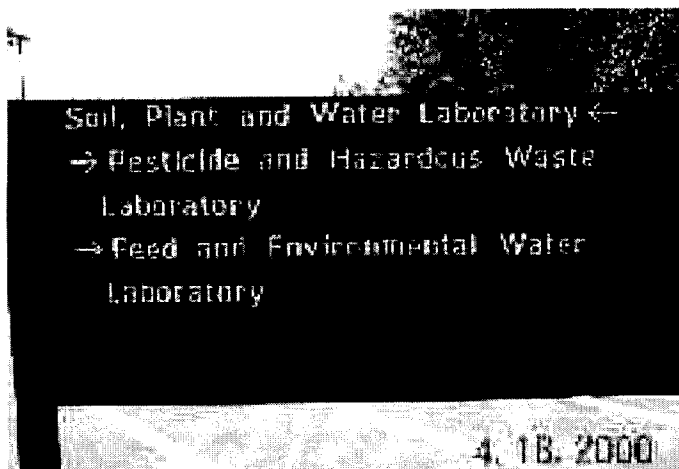 Soil, Plant and Water Laboratory ←
→ Pesticide and Hazardous Waste
Laboratory
→ Feed and Environmental Water
Laboratory
4. 18. 2000